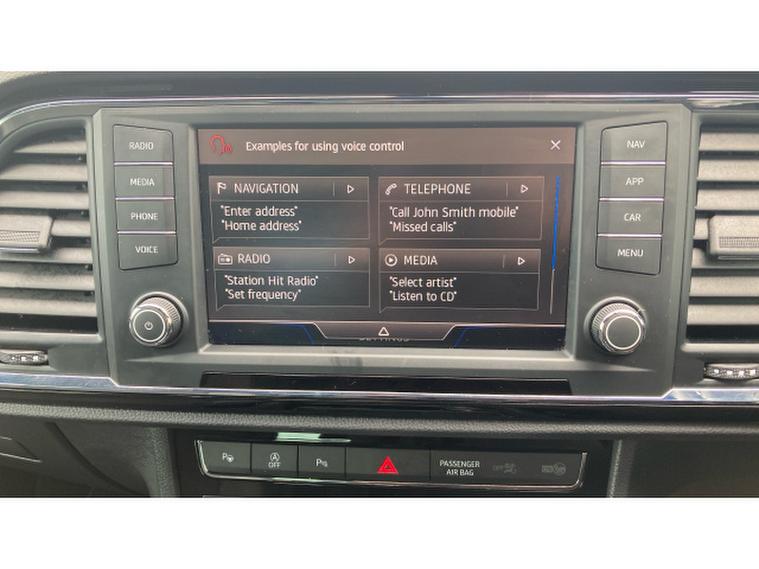 RADIO
MEDIA
PHONE
VOICE
Examples for using voice control
NAVIGATION
"Enter address"
"Home address"
TELEPHONE
"Call John Smith mobile"
"Missed calls"
RADIO
"Station Hit Radio"
"Set frequency"
MEDIA
"Select artist"
"Listen to CD"
NAV
APP
CAR
MENU
P
A
OFF
P
PASSENGER
AIR BAG
OFF